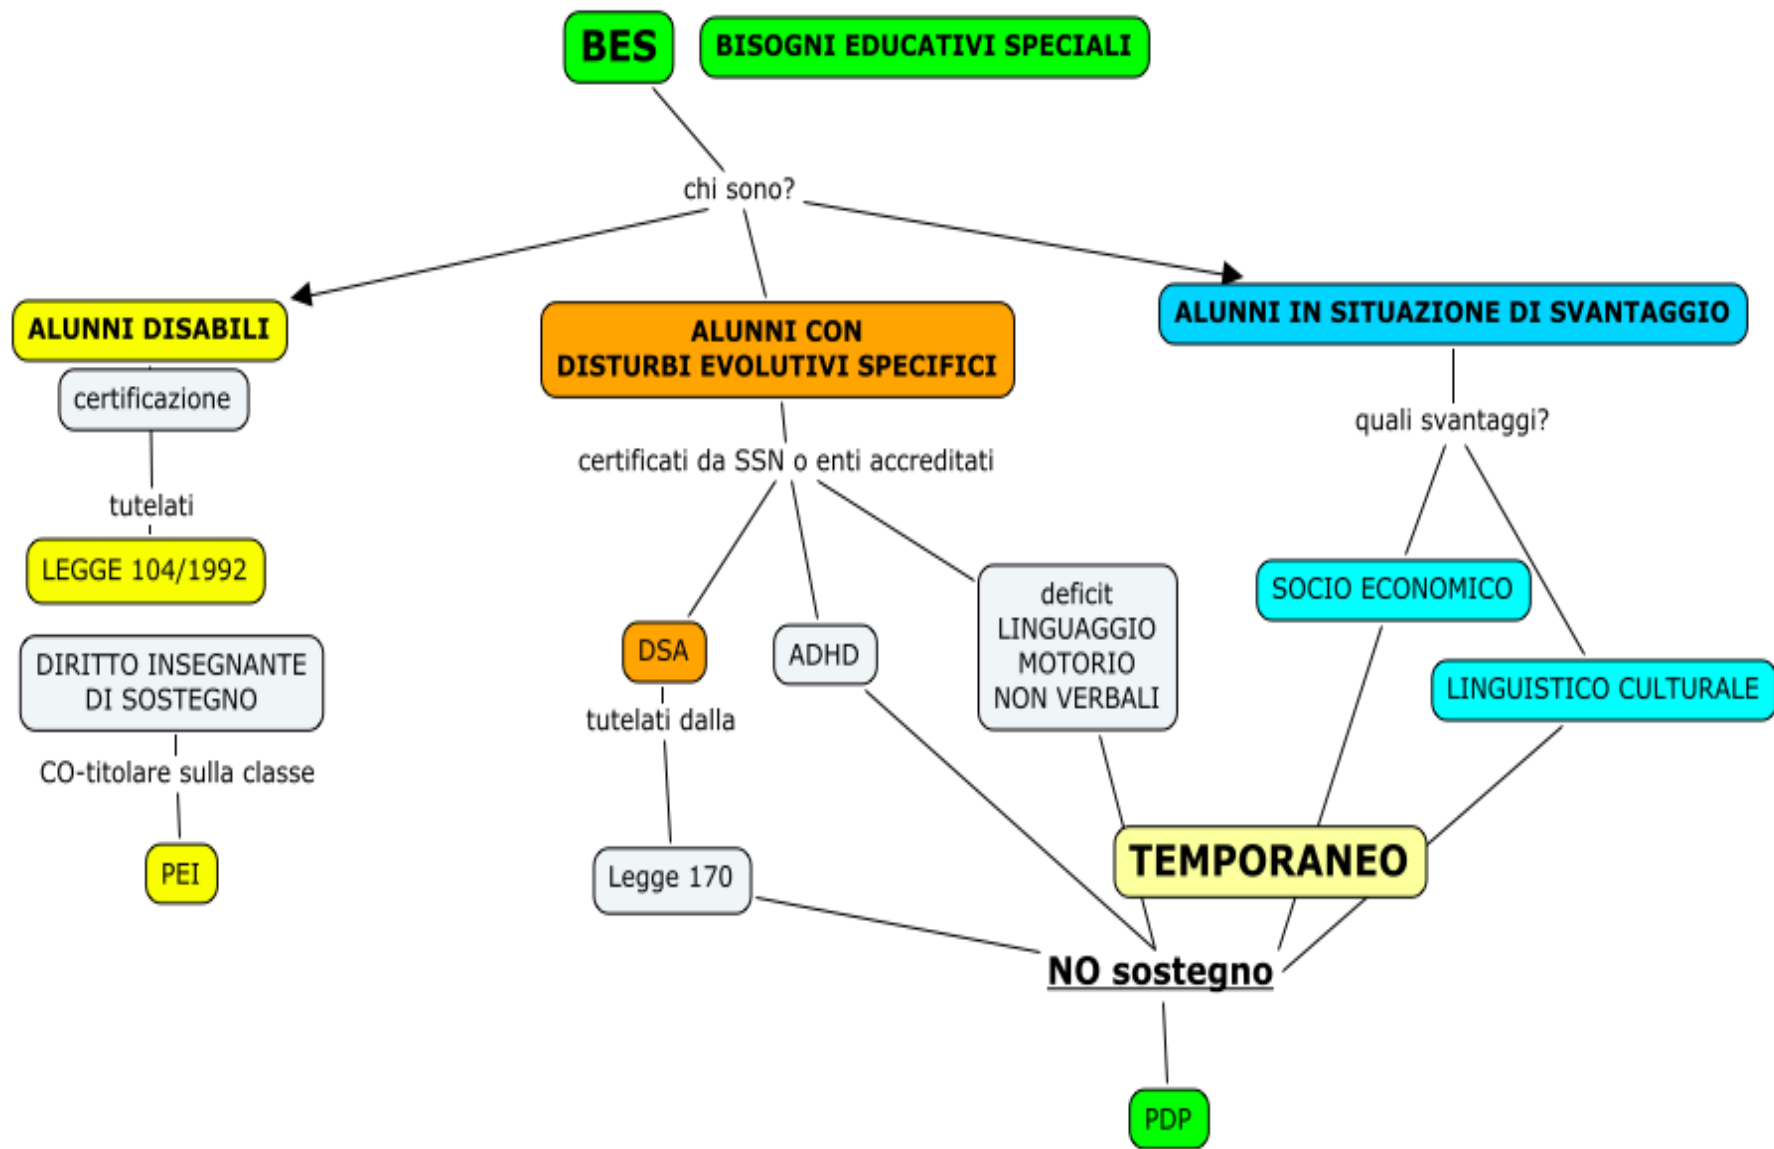 BES
BISOGNI EDUCATIVI SPECIALI
chi sono?
ALUNNI DISABILI
certificazione
tutelati
LEGGE 104/1992
DIRITTO INSEGNANTE
DI SOSTEGNO
CO-titolare sulla classe
PEI
ALUNNI CON
DISTURBI EVOLUTIVI SPECIFICI
certificati da SSN o enti accreditati
DSA
tutelati dalla
Legge 170
ADHD
deficit
LINGUAGGIO
MOTORIO
NON VERBALI
ALUNNI IN SITUAZIONE DI SVANTAGGIO
quali svantaggi?
SOCIO ECONOMICO
LINGUISTICO CULTURALE
TEMPORANEO
NO sostegno
PDP